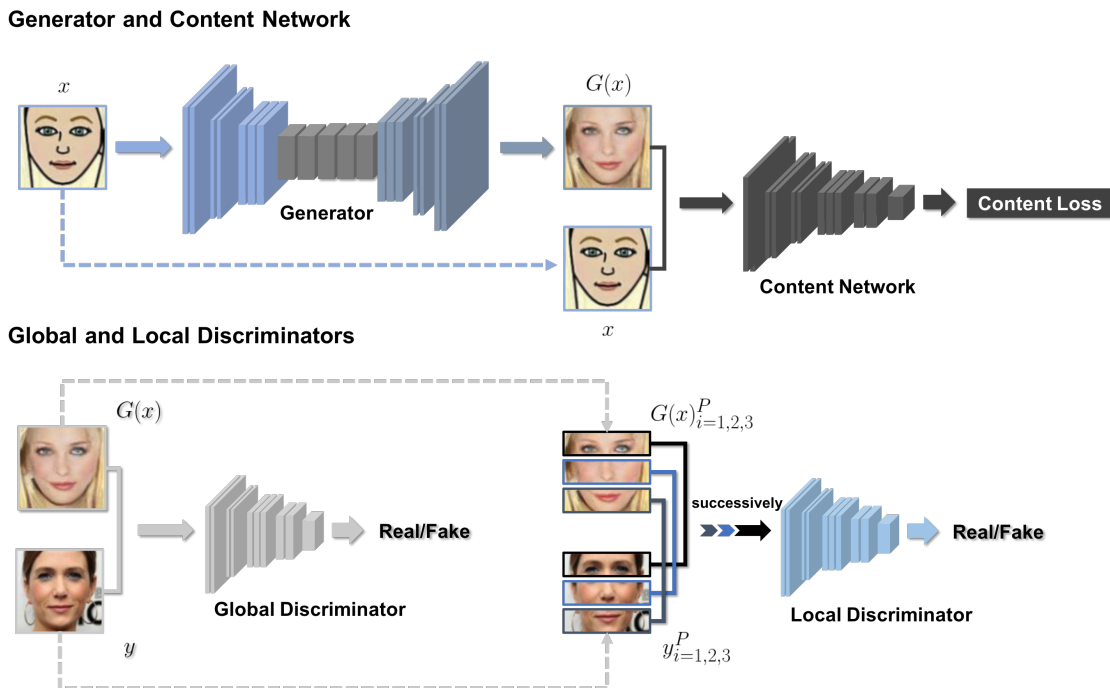 Generator and Content Network
x
G(x)
Generator
Content Loss
Content Network
x
Global and Local Discriminators
G(x)
G(x)^P_{i=1,2,3}
successively
Real/Fake
Real/Fake
Global Discriminator
Local Discriminator
y
y^P_{i=1,2,3}